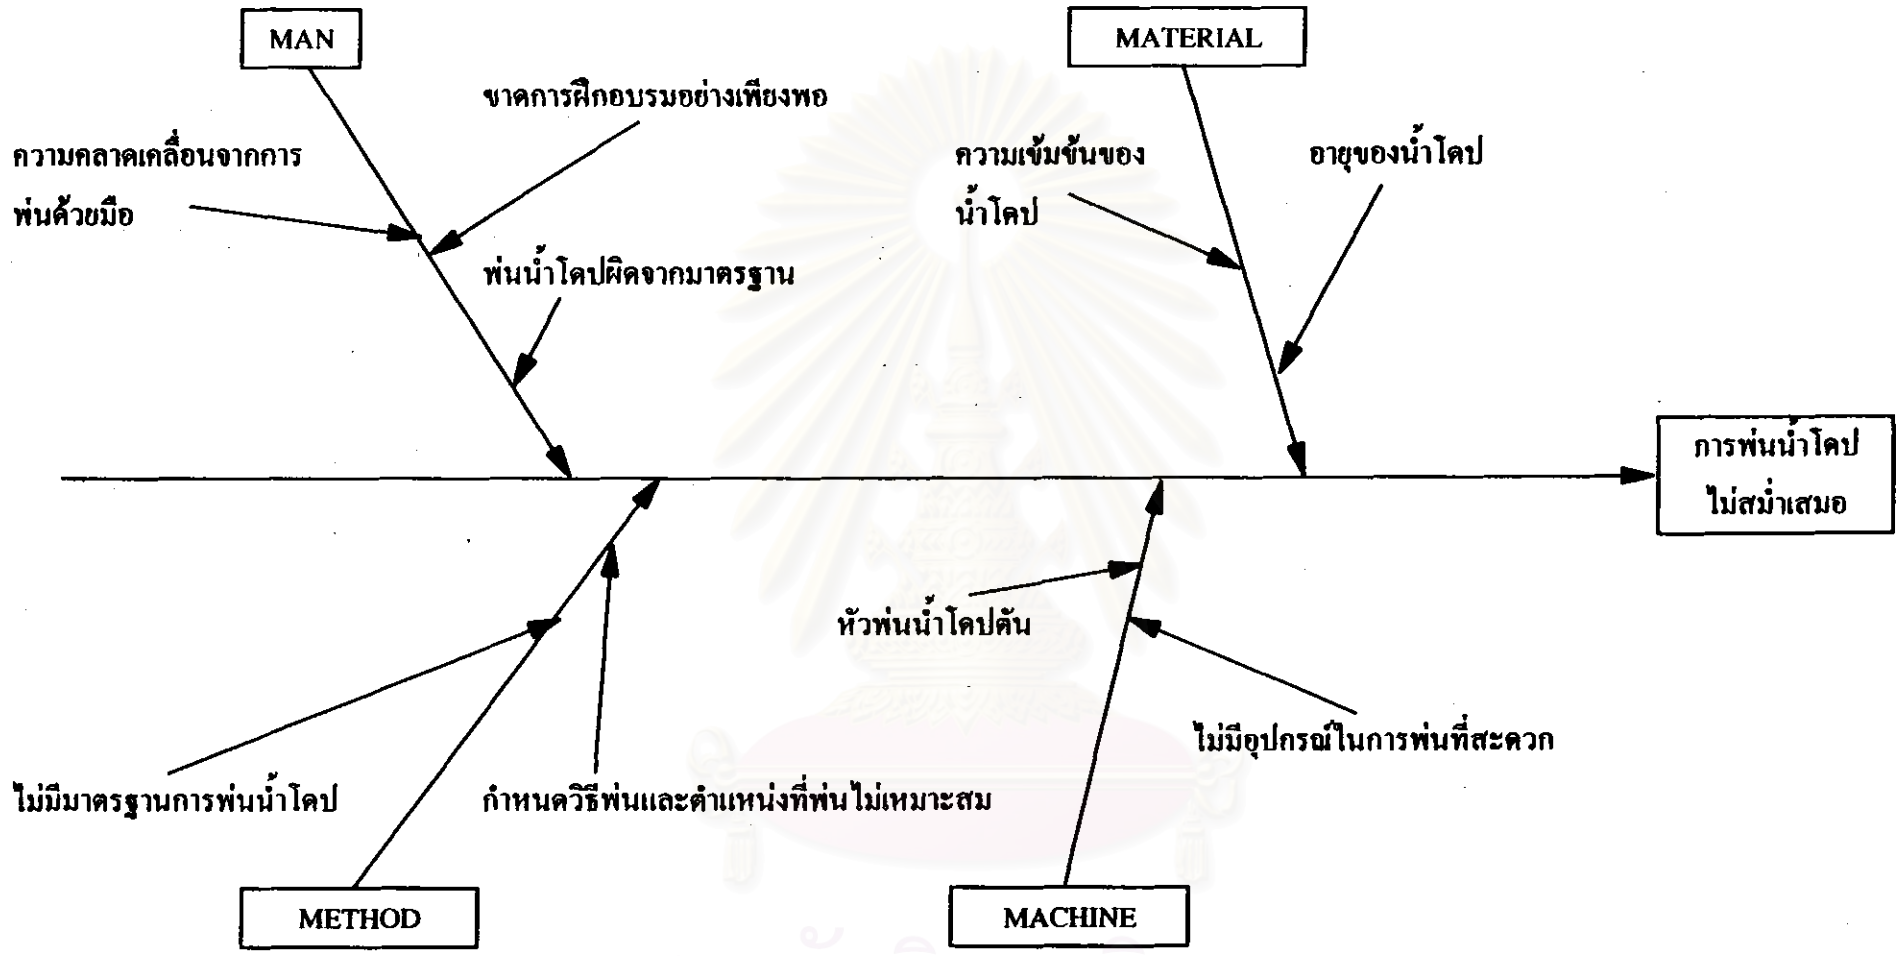 MAN
MATERIAL
ขาดการฝึกอบรมอย่างเพียงพอ
ความคลาดเคลื่อนจากการ
พ่นด้วยมือ
ความเข้มข้นของ
น้ำโดป
อายุของน้ำโดป
พ่นน้ำโดปผิดจากมาตรฐาน
การพ่นน้ำโดป
ไม่สม่ำเสมอ
หัวพ่นน้ำโดปตัน
ไม่มีอุปกรณ์ในการพ่นที่สะดวก
ไม่มีมาตรฐานการพ่นน้ำโดป
กำหนดวิธีพ่นและตำแหน่งที่พ่นไม่เหมาะสม
METHOD
MACHINE